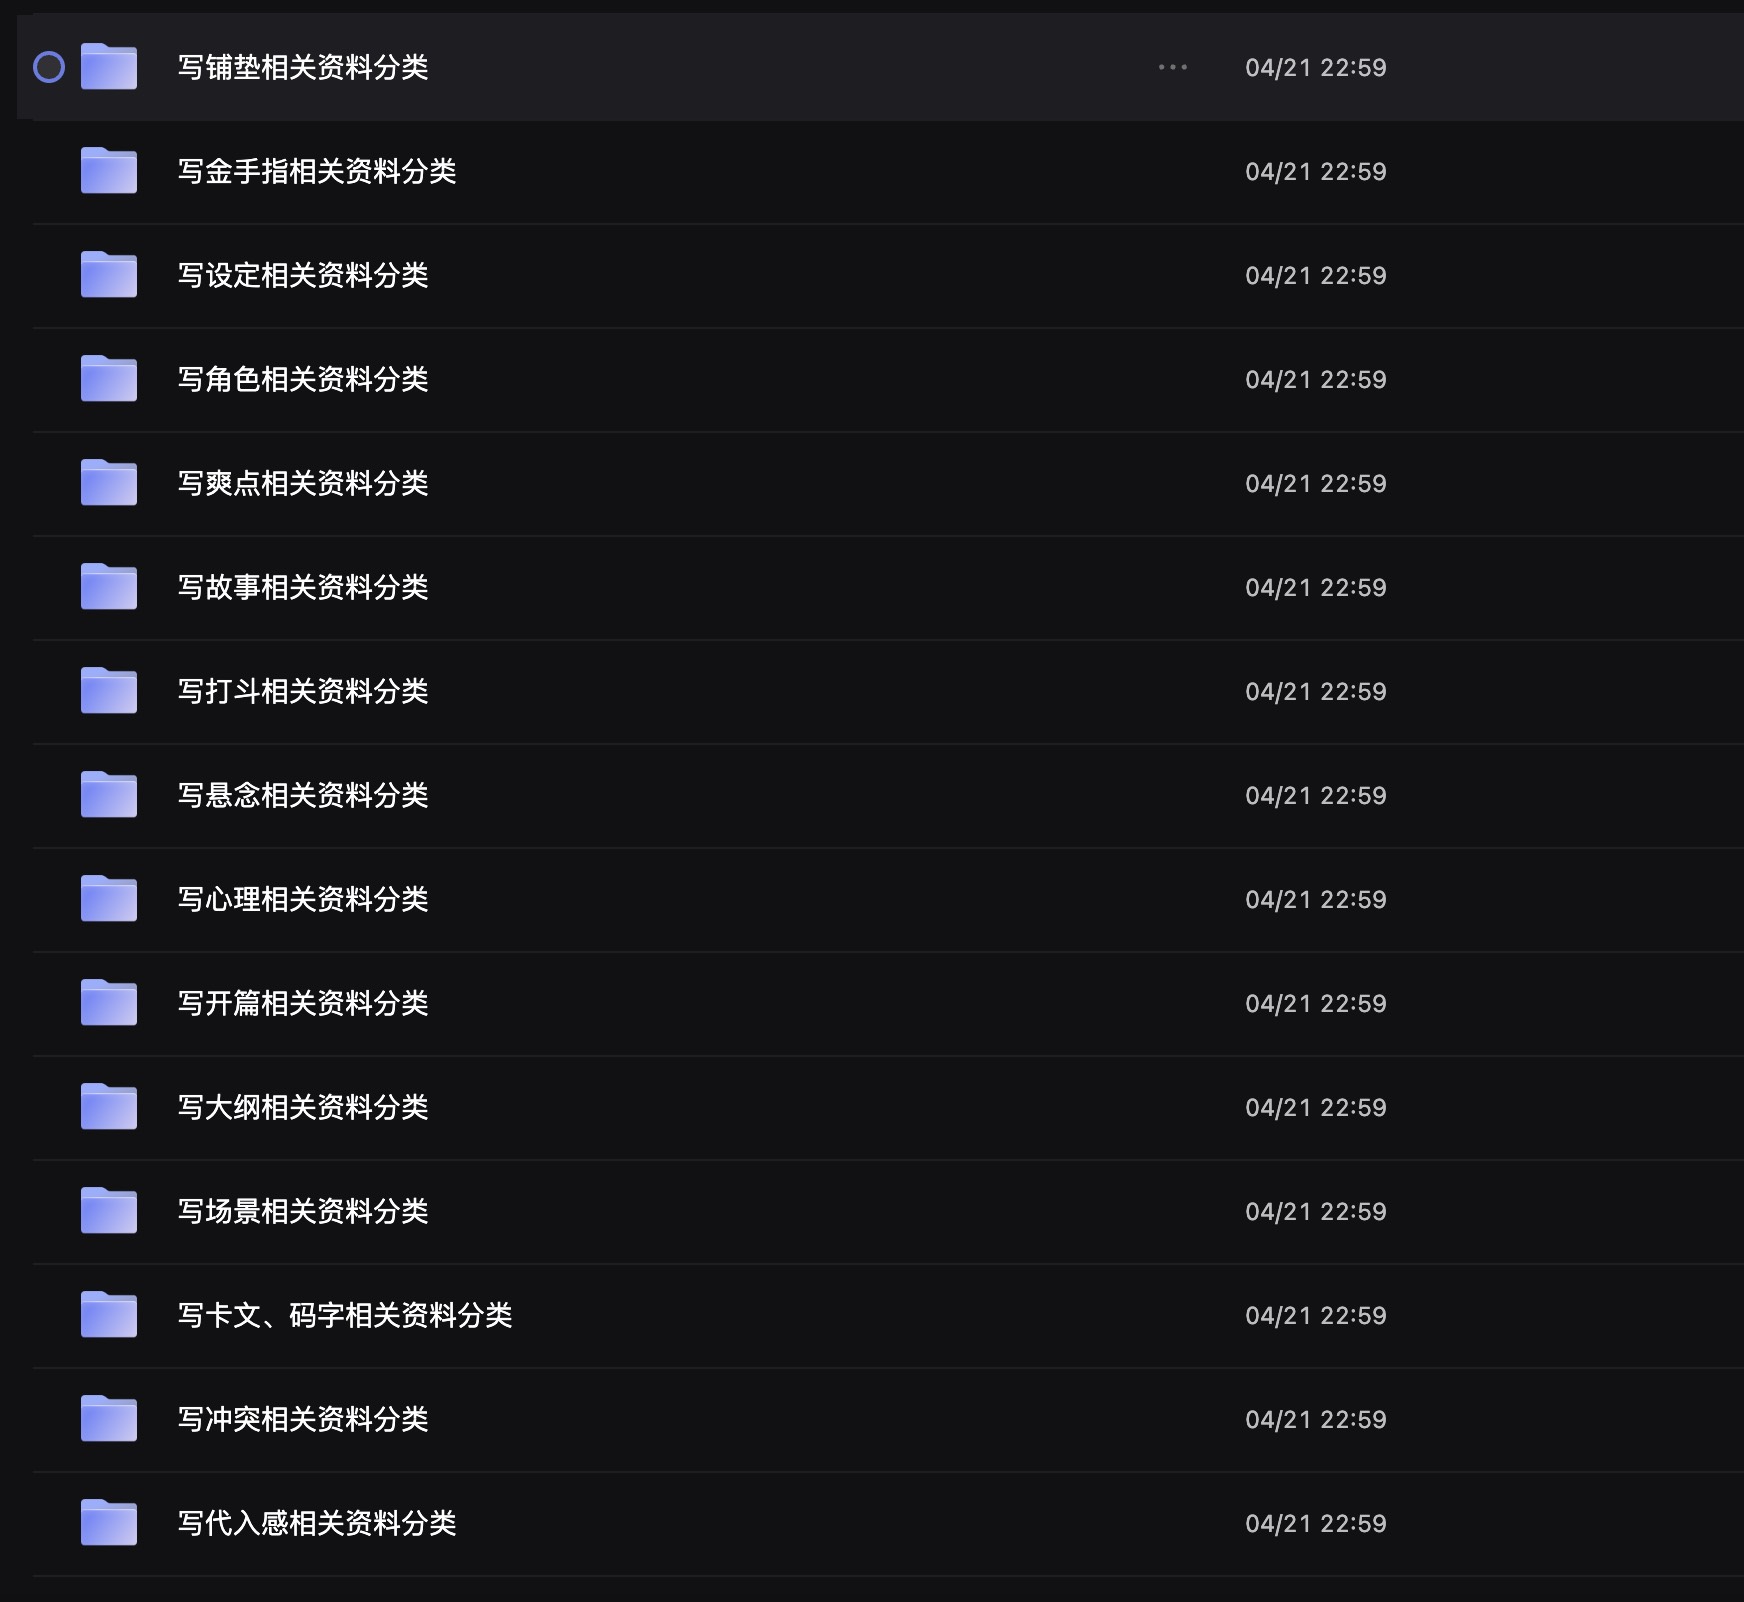 写铺垫相关资料分类 ··· 04/21 22:59
写金手指相关资料分类 04/21 22:59
写设定相关资料分类 04/21 22:59
写角色相关资料分类 04/21 22:59
写爽点相关资料分类 04/21 22:59
写故事相关资料分类 04/21 22:59
写打斗相关资料分类 04/21 22:59
写悬念相关资料分类 04/21 22:59
写心理相关资料分类 04/21 22:59
写开篇相关资料分类 04/21 22:59
写大纲相关资料分类 04/21 22:59
写场景相关资料分类 04/21 22:59
写卡文、码字相关资料分类 04/21 22:59
写冲突相关资料分类 04/21 22:59
写代入感相关资料分类 04/21 22:59